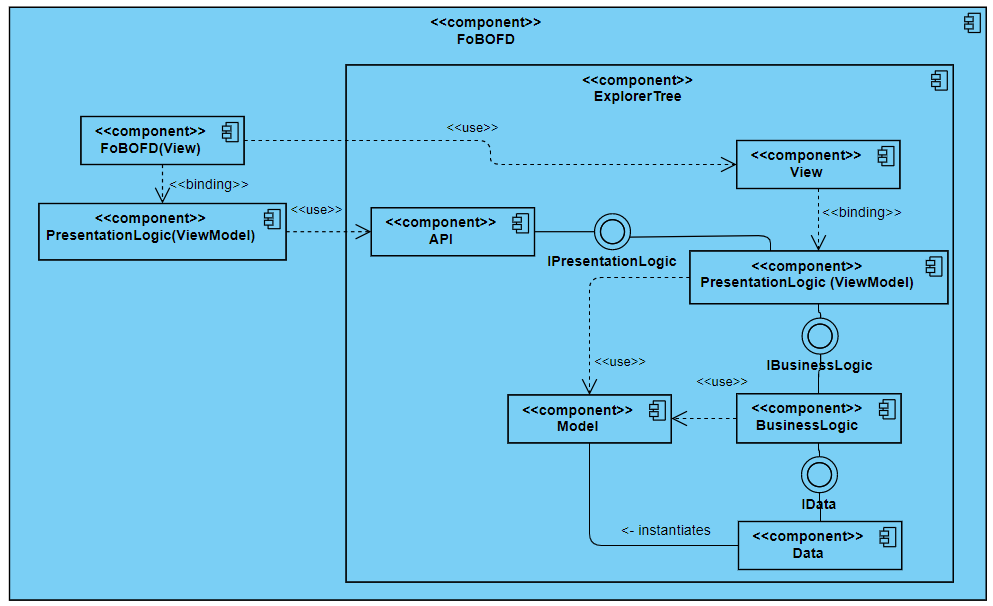 <<component>>
FoBOFD
<<component>>
ExplorerTree
<<component>>
FoBOFD(View)
<<use>>
<<component>>
View
<<binding>>
<<component>>
PresentationLogic(ViewModel)
<<use>>
<<component>>
API
IPresentationLogic
<<binding>>
<<component>>
PresentationLogic (ViewModel)
<<use>>
IBusinessLogic
<<use>>
<<component>>
Model
<<component>>
BusinessLogic
IData
<- instantiates
<<component>>
Data